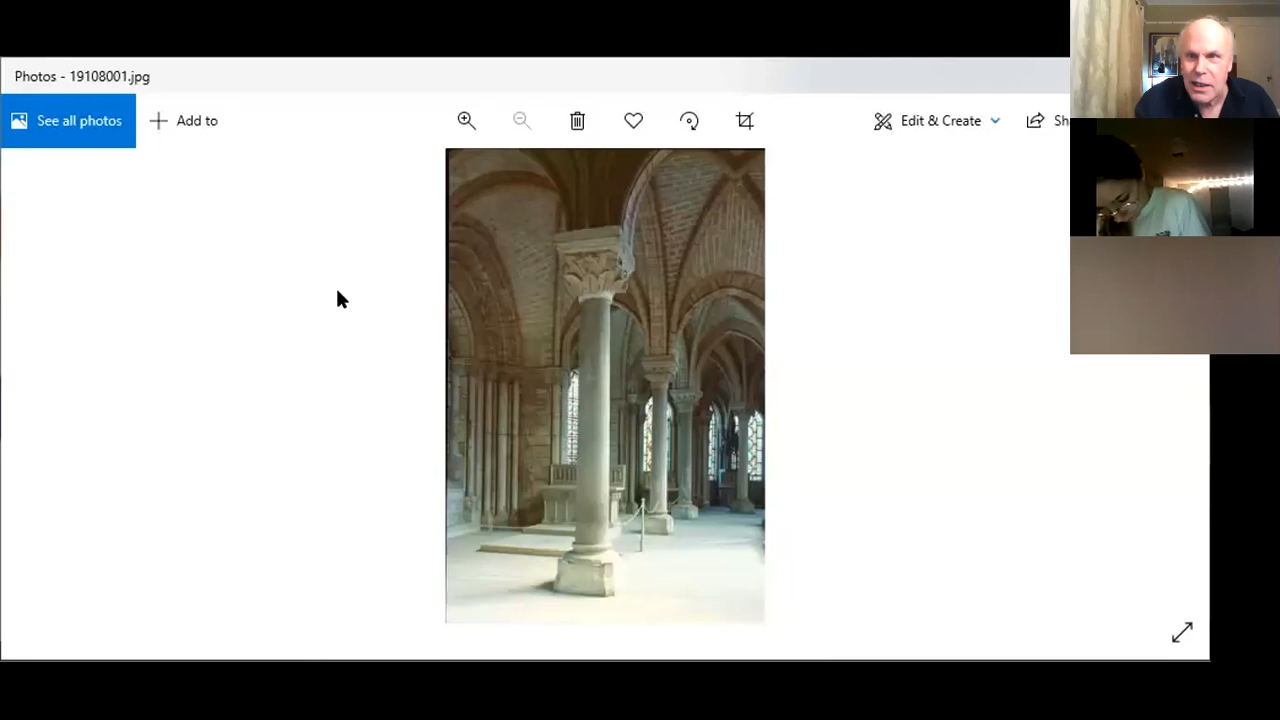 Photos - 19108001.jpg
See all photos
Add to
Edit & Create
Sh